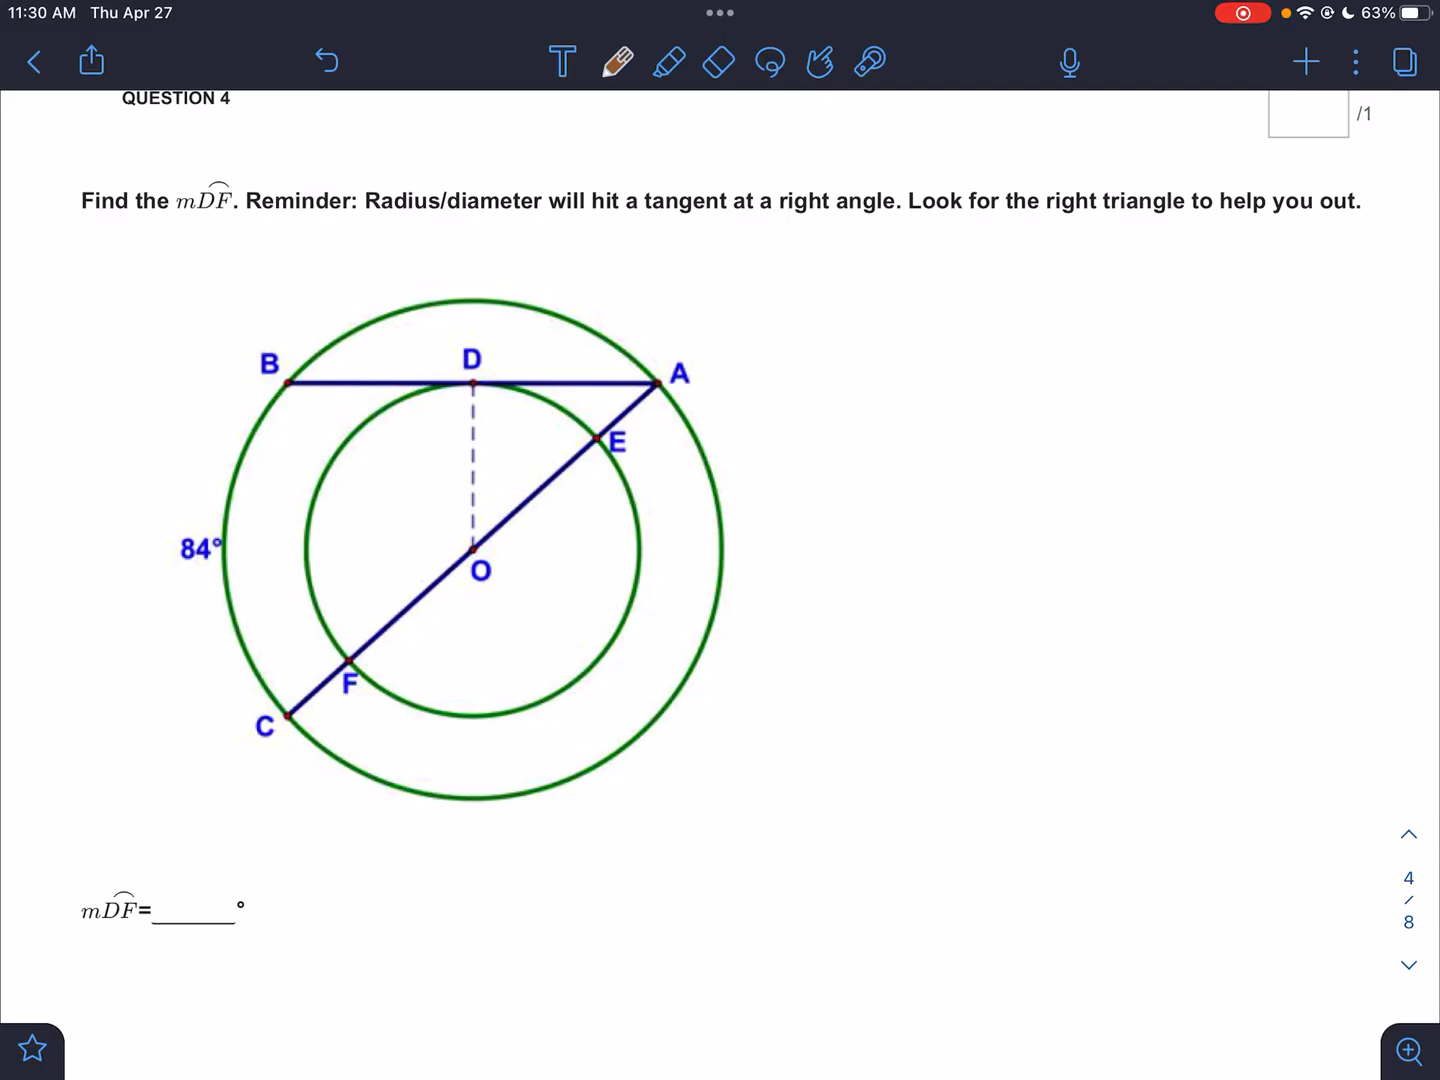 11:30 AM Thu Apr 27
63%
QUESTION 4
/1
Find the mDF. Reminder: Radius/diameter will hit a tangent at a right angle. Look for the right triangle to help you out.
B
D
A
E
84°
O
F
C
4
/
8
mDF=______°